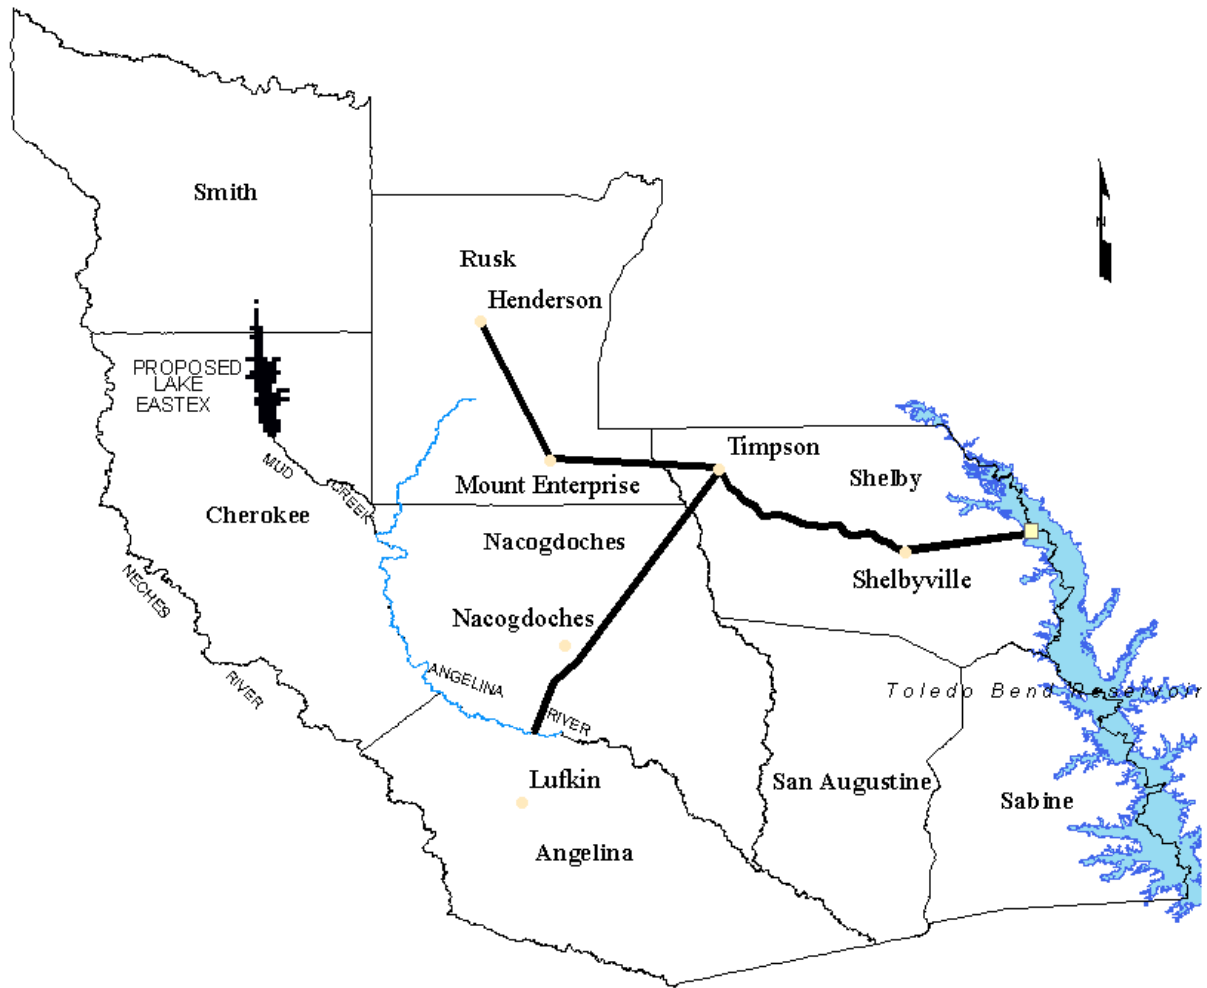 Smith
N
Rusk
Henderson
PROPOSED
LAKE
EASTEX
Timpson
MUD
CREEK
Mount Enterprise
Shelby
Cherokee
Nacogdoches
NECHES
Shelbyville
Nacogdoches
RIVER
ANGELINA
RIVER
Toledo Bend Reservoir
Lufkin
San Augustine
Sabine
Angelina